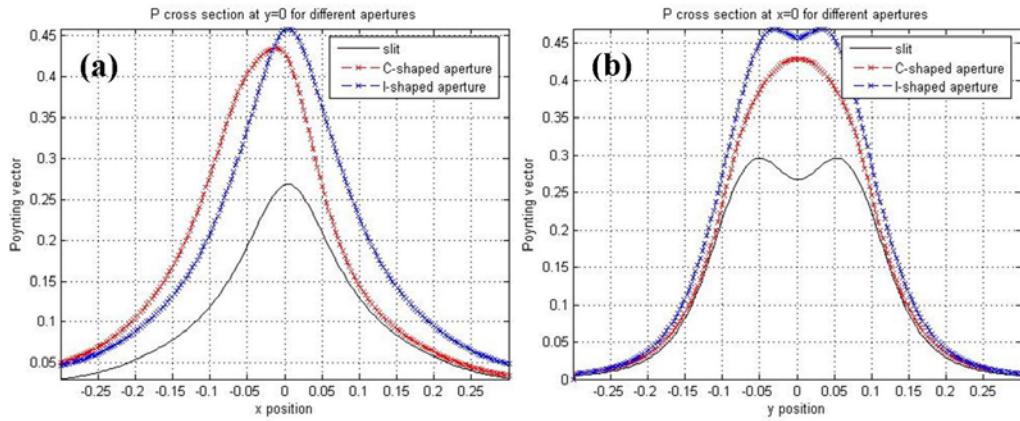 P cross section at y=0 for different apertures
(a)
slit
C-shaped aperture
I-shaped aperture
Poynting vector
0.45
0.4
0.35
0.3
0.25
0.2
0.15
0.1
0.05
-0.25 -0.2 -0.15 -0.1 -0.05 0 0.05 0.1 0.15 0.2 0.25
x position
P cross section at x=0 for different apertures
(b)
slit
C-shaped aperture
I-shaped aperture
Poynting vector
0.45
0.4
0.35
0.3
0.25
0.2
0.15
0.1
0.05
0
-0.25 -0.2 -0.15 -0.1 -0.05 0 0.05 0.1 0.15 0.2 0.25
y position